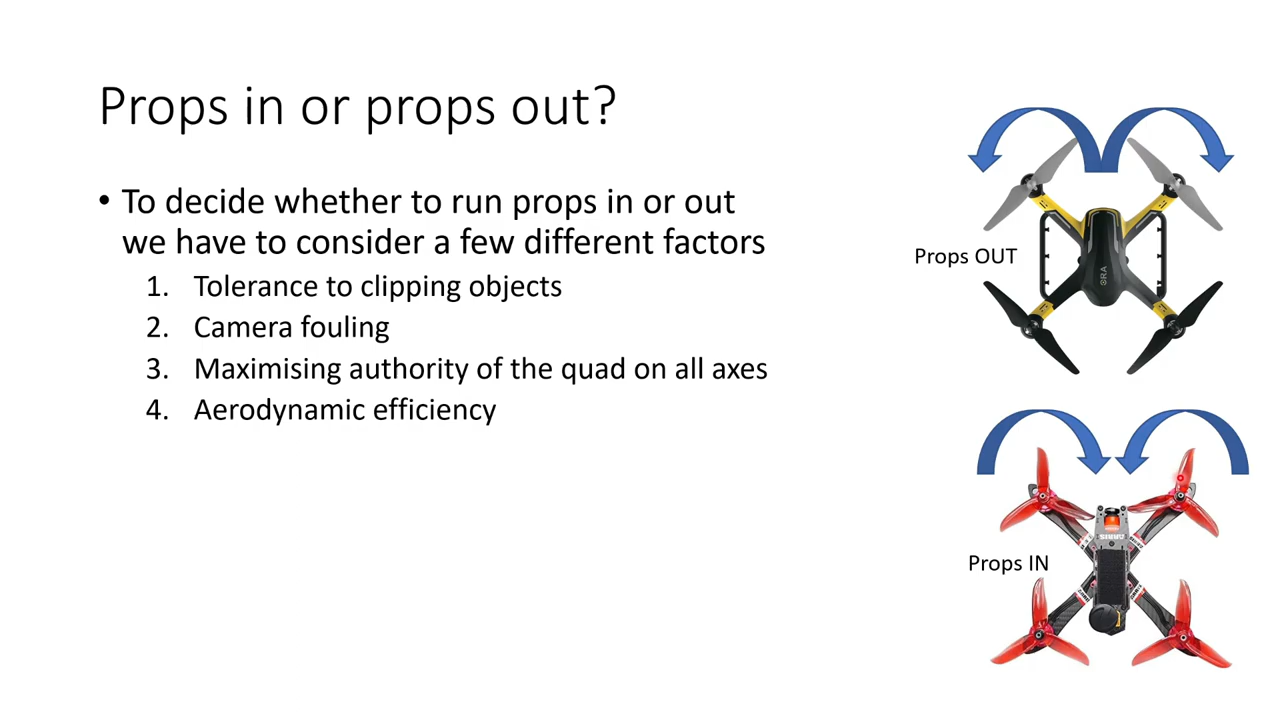 Props in or props out?
• To decide whether to run props in or out
we have to consider a few different factors
1. Tolerance to clipping objects
2. Camera fouling
3. Maximising authority of the quad on all axes
4. Aerodynamic efficiency
Props OUT
Props IN